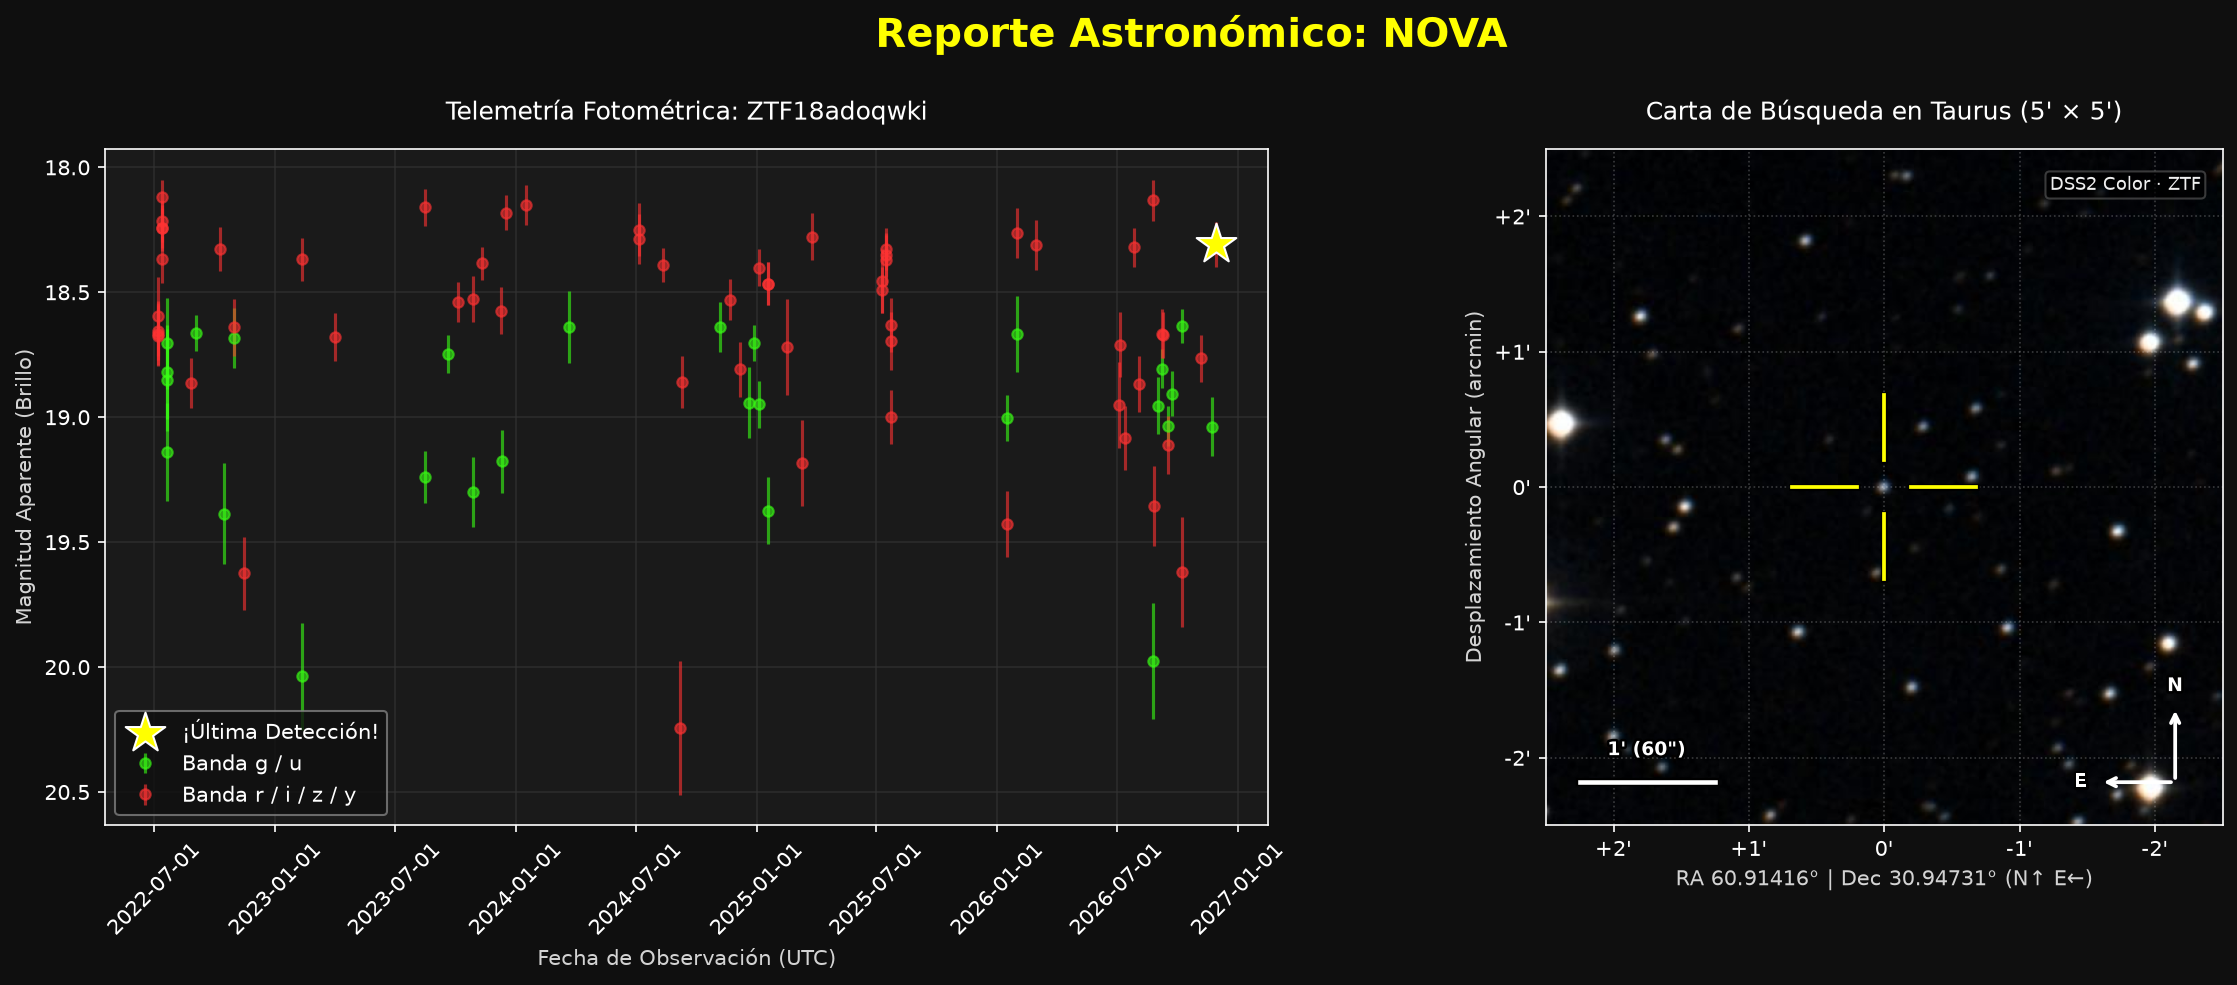 Reporte Astronómico: NOVA
Telemetría Fotométrica: ZTF18adoqwki
Magnitud Aparente (Brillo)
18.0
18.5
19.0
19.5
20.0
20.5
¡Última Detección!
Banda g / u
Banda r / i / z / y
2022-07-01
2023-01-01
2023-07-01
2024-01-01
2024-07-01
2025-01-01
2025-07-01
2026-01-01
2026-07-01
2027-01-01
Fecha de Observación (UTC)
Carta de Búsqueda en Taurus (5' × 5')
DSS2 Color · ZTF
Desplazamiento Angular (arcmin)
+2'
+1'
0'
-1'
-2'
N
E
1' (60")
+2'
+1'
0'
-1'
-2'
RA 60.91416° | Dec 30.94731° (N↑ E←)